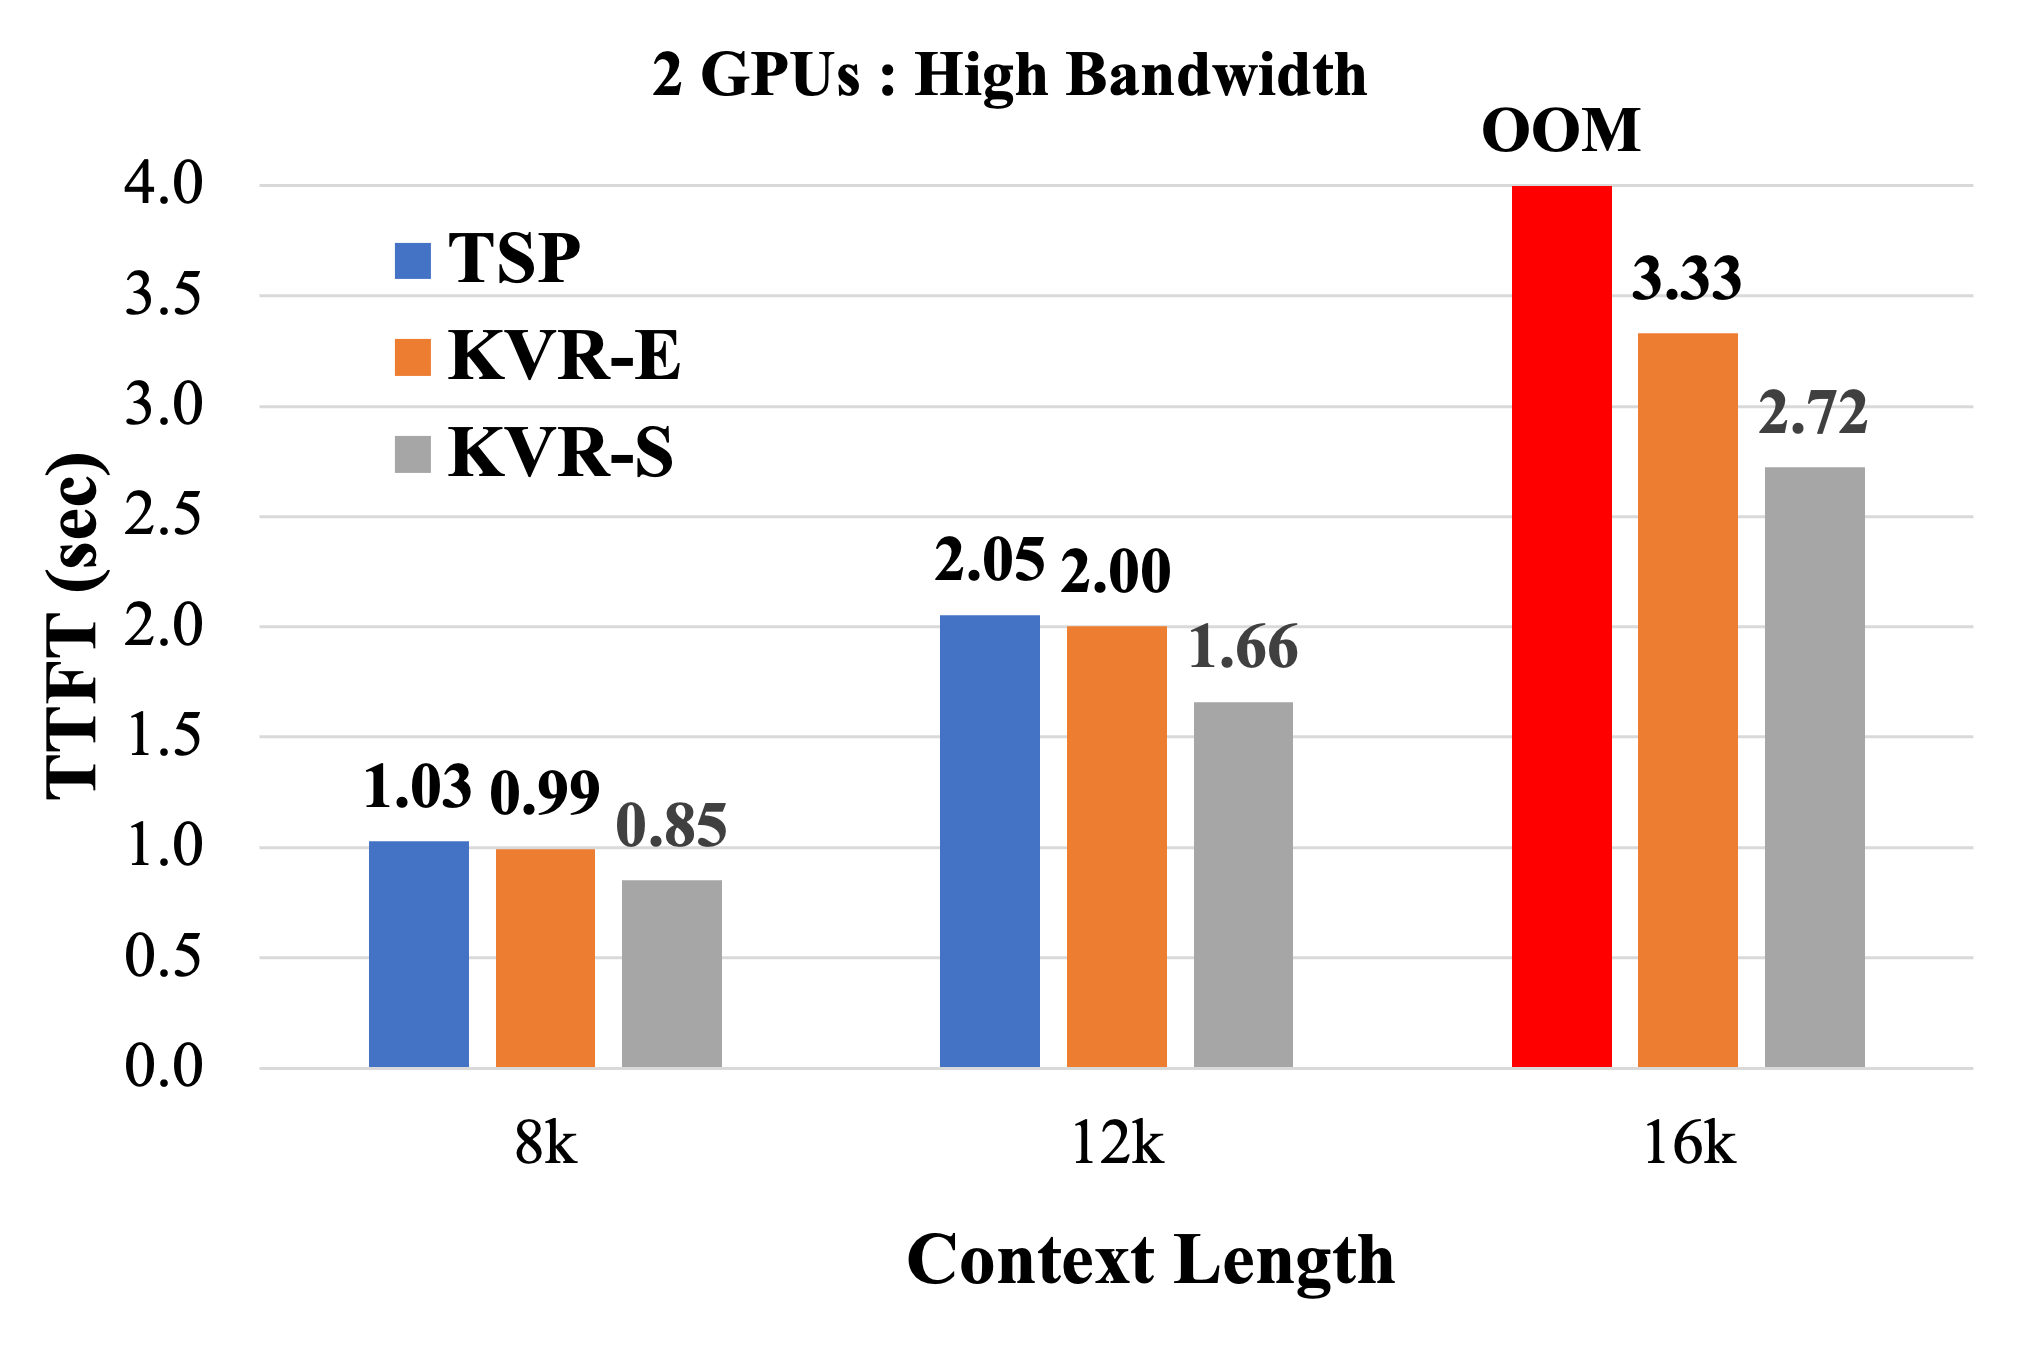 2 GPUs : High Bandwidth
OOM
4.0
TSP
3.5
3.33
KVR-E
3.0
2.72
KVR-S
2.5
2.05
2.00
2.0
1.66
1.5
1.03
0.99
0.85
1.0
0.5
0.0
TTFT (sec)
8k
12k
16k
Context Length